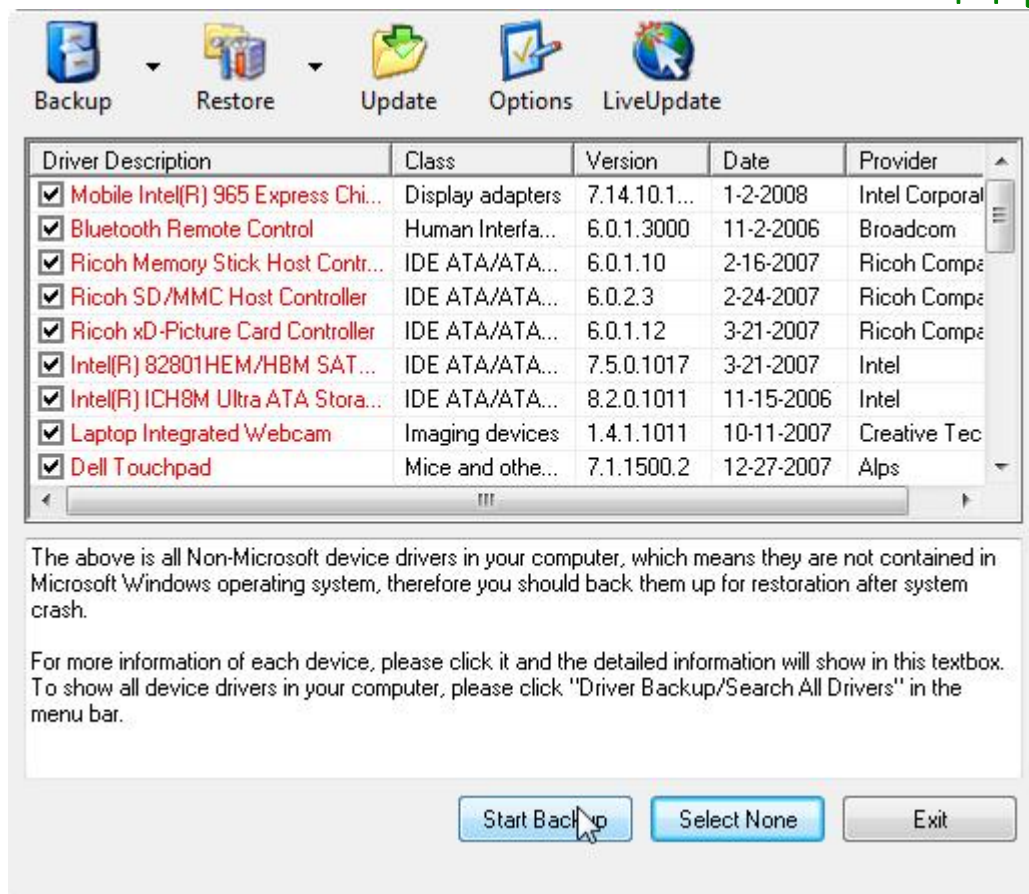 Backup Restore Update Options LiveUpdate
Driver Description Class Version Date Provider
Mobile Intel(R) 965 Express Chi... Display adapters 7.14.10.1... 1-2-2008 Intel Corporat
Bluetooth Remote Control Human Interfa... 6.0.1.3000 11-2-2006 Broadcom
Ricoh Memory Stick Host Contr... IDE ATA/ATA... 6.0.1.10 2-16-2007 Ricoh Compa
Ricoh SD/MMC Host Controller IDE ATA/ATA... 6.0.2.3 2-24-2007 Ricoh Compa
Ricoh xD-Picture Card Controller IDE ATA/ATA... 6.0.1.12 3-21-2007 Ricoh Compa
Intel(R) 82801HEM/HBM SAT... IDE ATA/ATA... 7.5.0.1017 3-21-2007 Intel
Intel(R) ICH8M Ultra ATA Stora... IDE ATA/ATA... 8.2.0.1011 11-15-2006 Intel
Laptop Integrated Webcam Imaging devices 1.4.1.1011 10-11-2007 Creative Tec
Dell Touchpad Mice and othe... 7.1.1500.2 12-27-2007 Alps
The above is all Non-Microsoft device drivers in your computer, which means they are not contained in
Microsoft Windows operating system, therefore you should back them up for restoration after system
crash.
For more information of each device, please click it and the detailed information will show in this textbox.
To show all device drivers in your computer, please click "Driver Backup/Search All Drivers" in the
menu bar.
Start Backup Select None Exit